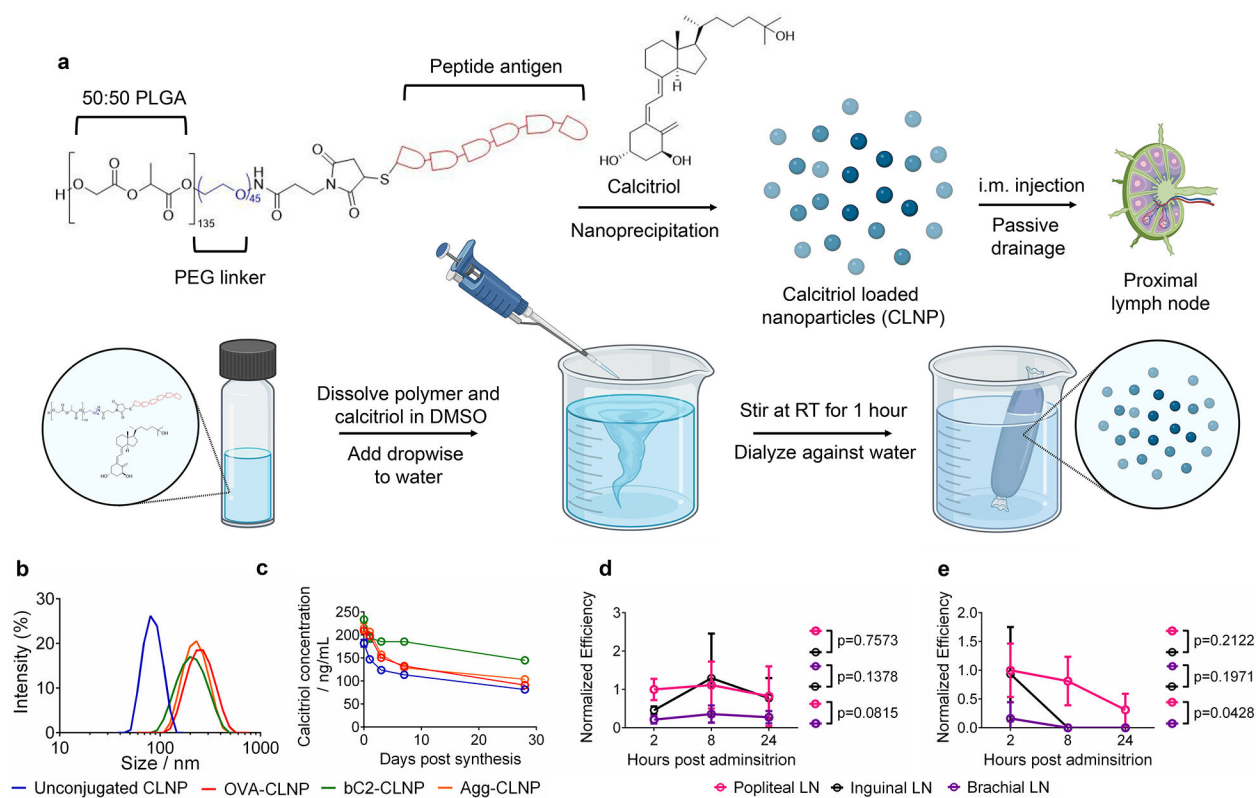 a
50:50 PLGA
Peptide antigen
OH
H
HO
OH
H
O
O
O
O
O
135
O
45
H
N
O
O
N
O
S
PEG linker
Calcitriol
Nanoprecipitation
Calcitriol loaded
nanoparticles (CLNP)
i.m. injection
Passive
drainage
Proximal
lymph node
Dissolve polymer and
calcitriol in DMSO
Add dropwise
to water
Stir at RT for 1 hour
Dialyze against water
b
Intensity (%)
30
20
10
0
10
100
1000
Size / nm
c
Calcitriol concentration
/ ng/mL
250
200
150
100
50
0
0
10
20
30
Days post synthesis
Unconjugated CLNP
OVA-CLNP
bC2-CLNP
Agg-CLNP
d
Normalized Efficiency
3
2
1
0
2
8
24
Hours post adminsitrion
p=0.7573
p=0.1378
p=0.0815
e
Normalized Efficiency
2.0
1.5
1.0
0.5
0.0
2
8
24
Hours post adminsitrion
p=0.2122
p=0.1971
p=0.0428
Popliteal LN
Inguinal LN
Brachial LN